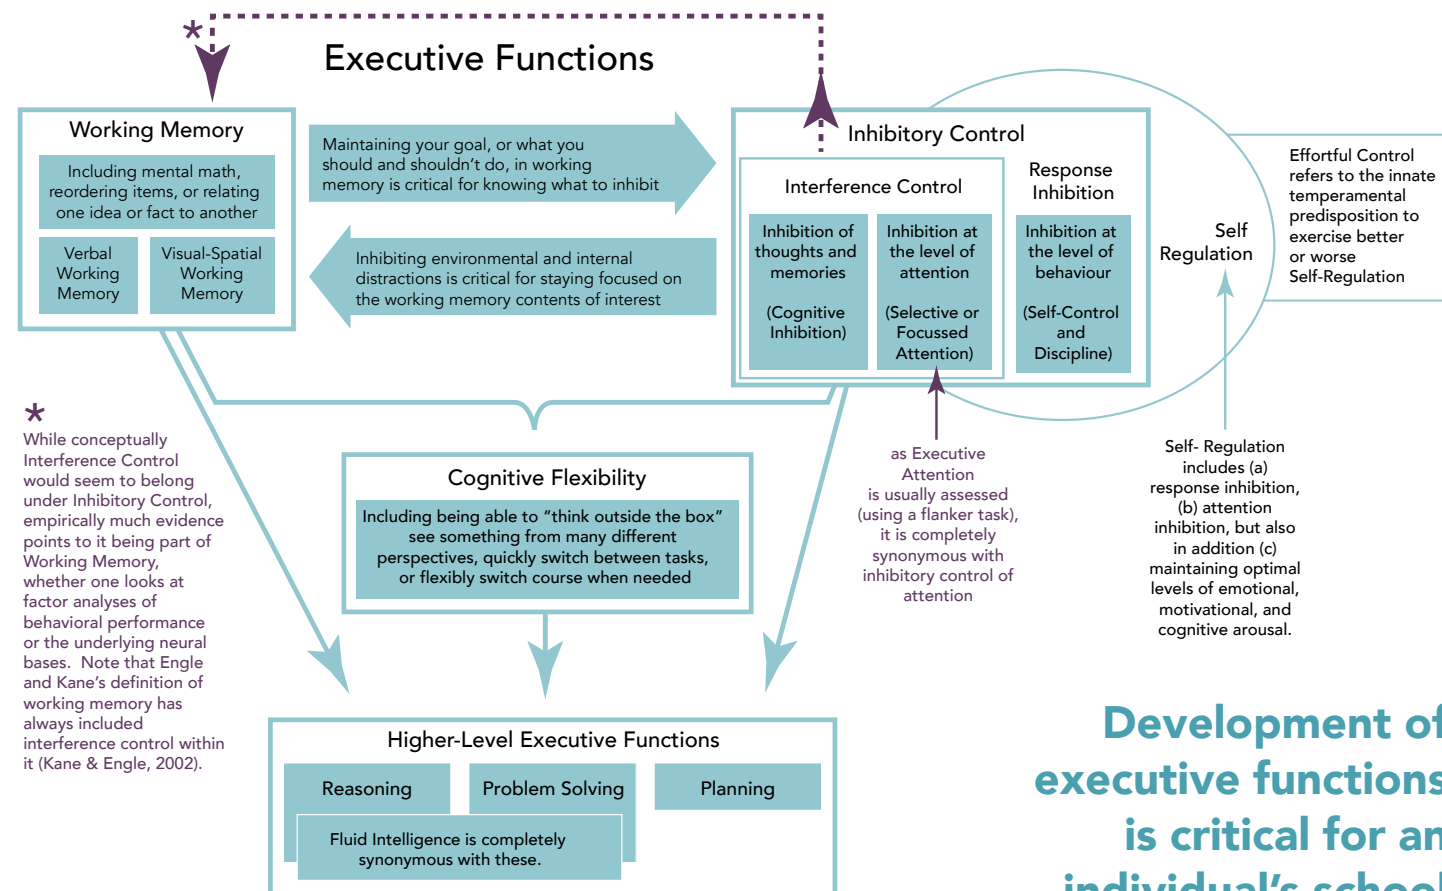 *
Executive Functions
Working Memory
Including mental math,
reordering items, or relating
one idea or fact to another
Verbal
Working
Memory
Visual-Spatial
Working
Memory
Maintaining your goal, or what you
should and shouldn't do, in working
memory is critical for knowing what to inhibit
Inhibiting environmental and internal
distractions is critical for staying focused on
the working memory contents of interest
Inhibitory Control
Interference Control
Inhibition of
thoughts and
memories
(Cognitive
Inhibition)
Inhibition at
the level of
attention
(Selective or
Focussed
Attention)
Response
Inhibition
Inhibition at
the level of
behaviour
(Self-Control
and
Discipline)
Self
Regulation
Effortful Control
refers to the innate
temperamental
predisposition to
exercise better
or worse
Self-Regulation
*
While conceptually
Interference Control
would seem to belong
under Inhibitory Control,
empirically much evidence
points to it being part of
Working Memory,
whether one looks at
factor analyses of
behavioral performance
or the underlying neural
bases. Note that Engle
and Kane's definition of
working memory has
always included
interference control within
it (Kane & Engle, 2002).
Cognitive Flexibility
Including being able to "think outside the box"
see something from many different
perspectives, quickly switch between tasks,
or flexibly switch course when needed
as Executive
Attention
is usually assessed
(using a flanker task),
it is completely
synonymous with
inhibitory control of
attention
Self- Regulation
includes (a)
response inhibition,
(b) attention
inhibition, but also
in addition (c)
maintaining optimal
levels of emotional,
motivational, and
cognitive arousal.
Higher-Level Executive Functions
Reasoning
Problem Solving
Planning
Fluid Intelligence is completely
synonymous with these.
Development of
executive functions
is critical for an
individual's school